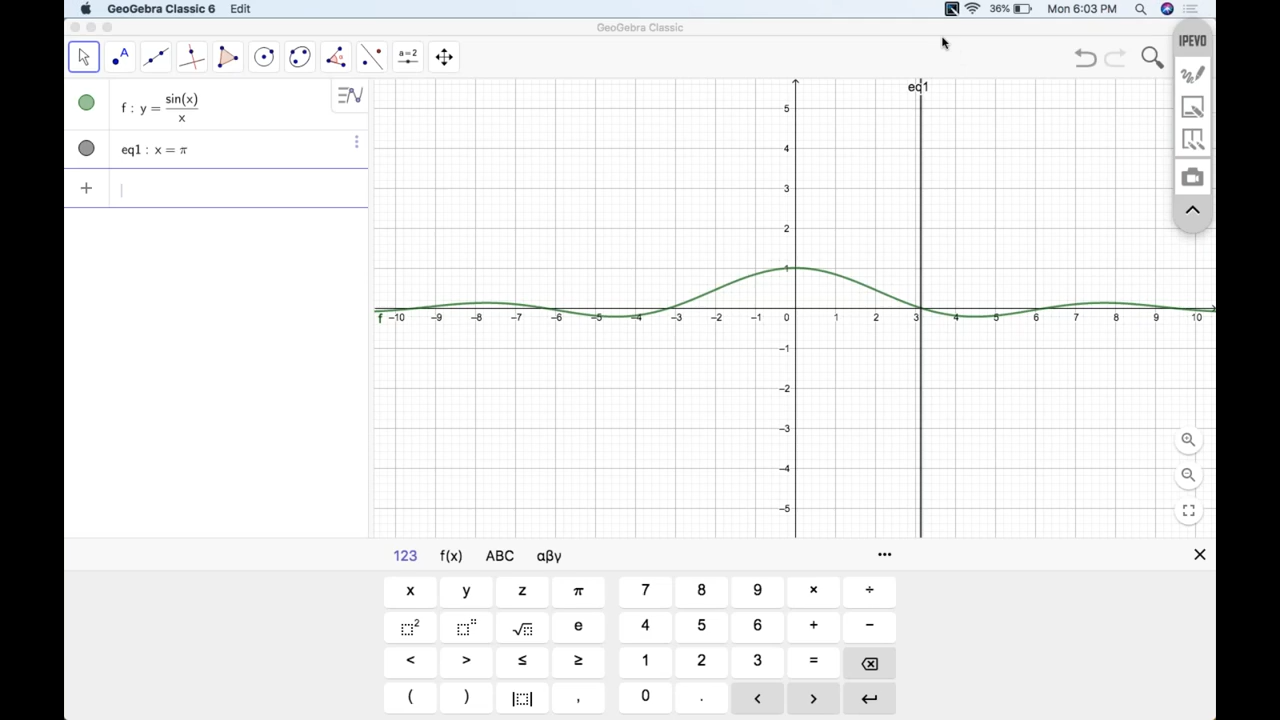 GeoGebra Classic 6 Edit 36% Mon 6:03 PM
GeoGebra Classic
A a=2
IPEVO
f : y = sin(x)/x
eq1 : x = π
+
eq1
5
4
3
2
1
f −10 −9 −8 −7 −6 −5 −4 −3 −2 −1 0 1 2 3 4 5 6 7 8 9 10
−1
−2
−3
−4
−5
123 f(x) ABC αβγ ...
x y z π 7 8 9 × ÷
□² □ √ e 4 5 6 + −
< > ≤ ≥ 1 2 3 =
( ) |□| , 0 . < >